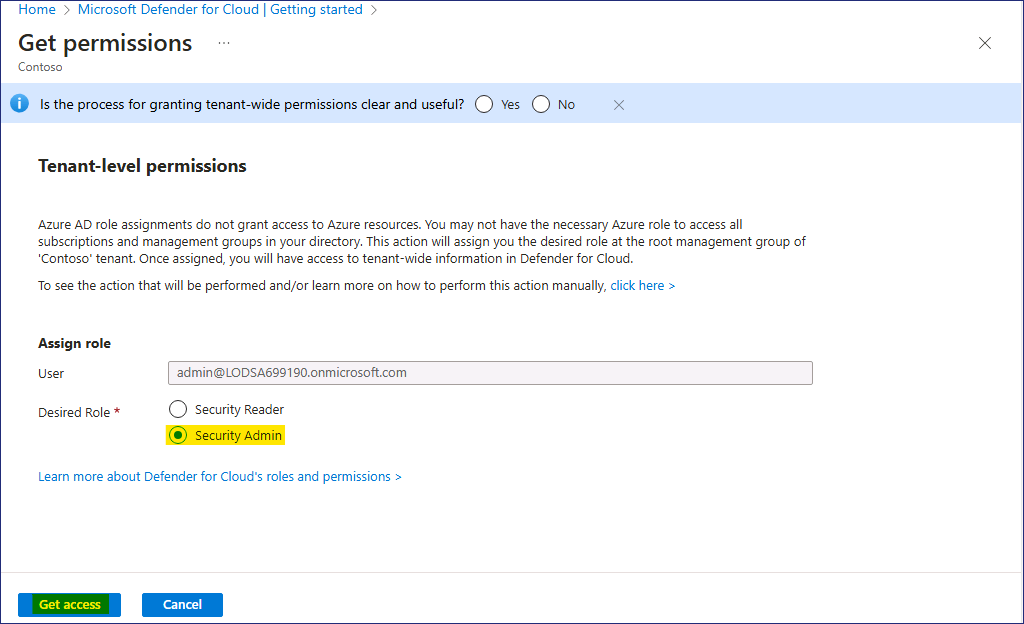 Home > Microsoft Defender for Cloud | Getting started >
Get permissions ...
Contoso
Is the process for granting tenant-wide permissions clear and useful? Yes No
Tenant-level permissions
Azure AD role assignments do not grant access to Azure resources. You may not have the necessary Azure role to access all
subscriptions and management groups in your directory. This action will assign you the desired role at the root management group of
'Contoso' tenant. Once assigned, you will have access to tenant-wide information in Defender for Cloud.
To see the action that will be performed and/or learn more on how to perform this action manually, click here >
Assign role
User admin@LODSA699190.onmicrosoft.com
Desired Role * Security Reader
Security Admin
Learn more about Defender for Cloud's roles and permissions >
Get access Cancel